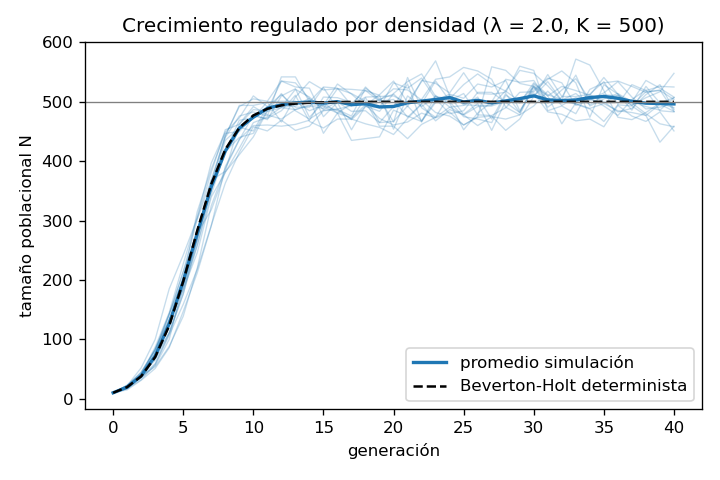 Crecimiento regulado por densidad (λ = 2.0, K = 500)
600
500
400
300
200
100
0
tamaño poblacional N
promedio simulación
Beverton-Holt determinista
0 5 10 15 20 25 30 35 40
generación